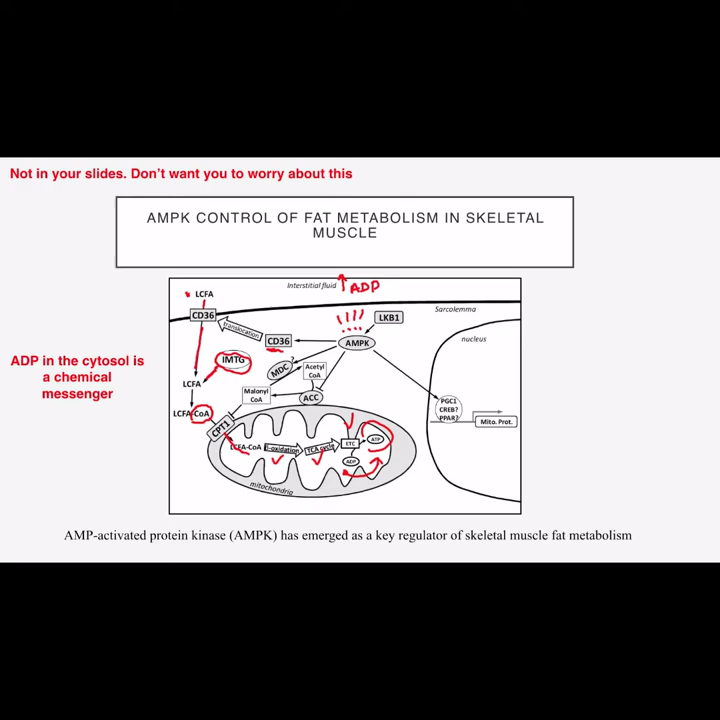 Not in your slides. Don't want you to worry about this
AMPK CONTROL OF FAT METABOLISM IN SKELETAL
MUSCLE
Interstitial fluid ↑ ADP
LCFA
CD36
translocation
Sarcolemma
LKB1
nucleus
CD36
AMPK
IMTG
MDC
?
Acetyl
CoA
ADP in the cytosol is
a chemical
messenger
LCFA
Malonyl
CoA
ACC
PGC1
CREB?
PPAR?
Mito. Prot.
LCFA-CoA
CPT1
LCFA-CoA
β-oxidation
TCA cycle
ETC
ATP
ADP
mitochondria
AMP-activated protein kinase (AMPK) has emerged as a key regulator of skeletal muscle fat metabolism